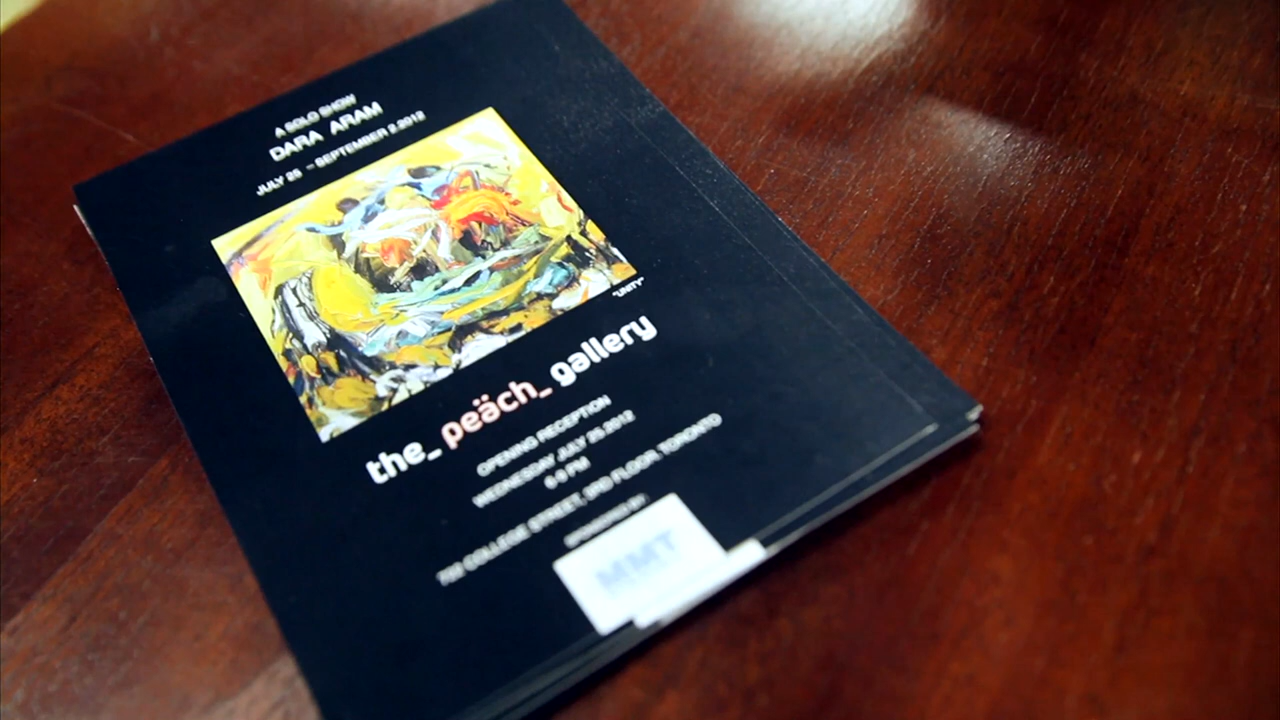 A SOLO SHOW
DARA ARAM
JULY 25 - SEPTEMBER 2.2012
"UNITY"
the_ peäch_ gallery
OPENING RECEPTION
WEDNESDAY JULY 25 2012
6-9 PM
COLLEGE STREET, 3RD FLOOR, TORONTO
SPONSORED BY:
MMT